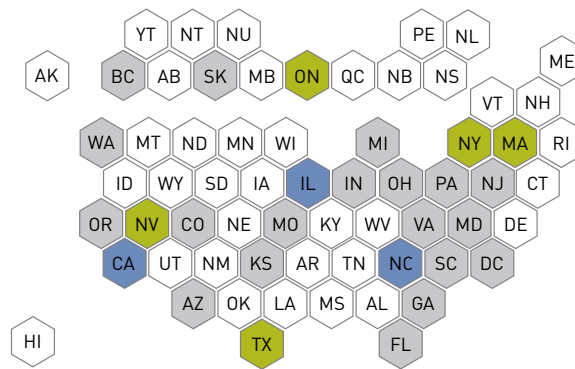 YT NT NU PE NL
ME
AK BC AB SK MB ON QC NB NS
VT NH
WA MT ND MN WI MI NY MA RI
ID WY SD IA IL IN OH PA NJ CT
OR NV CO NE MO KY WV VA MD DE
CA UT NM KS AR TN NC SC DC
AZ OK LA MS AL GA
HI TX FL